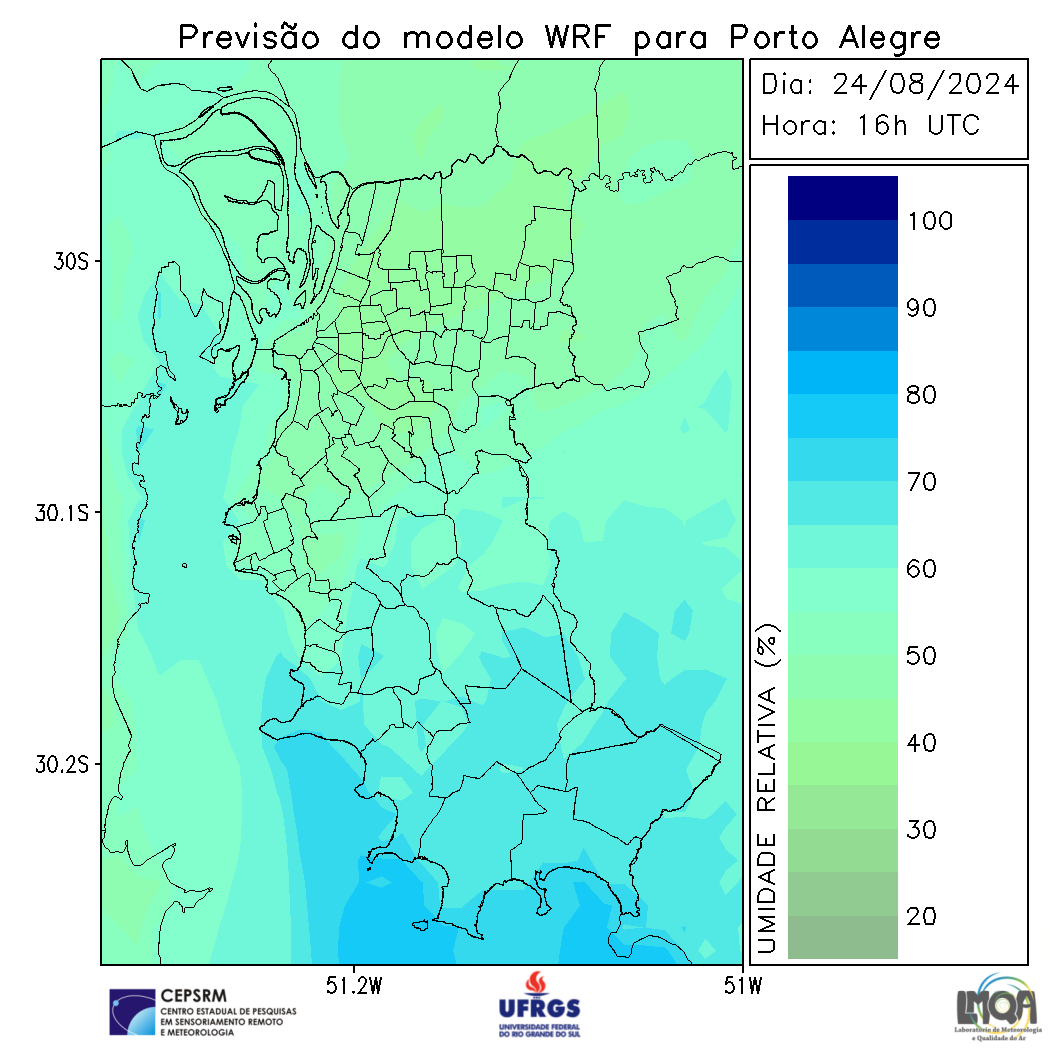 Previsão do modelo WRF para Porto Alegre
Dia: 24/08/2024
Hora: 16h UTC
100
90
80
70
60
50
40
30
20
UMIDADE RELATIVA (%)
30S
30.1S
30.2S
51.2W
51W
CEPSRM
CENTRO ESTADUAL DE PESQUISAS
EM SENSORIAMENTO REMOTO
E METEOROLOGIA
UFRGS
UNIVERSIDADE FEDERAL
DO RIO GRANDE DO SUL
LMQA
Laboratório de Meteorologia
e Qualidade do Ar